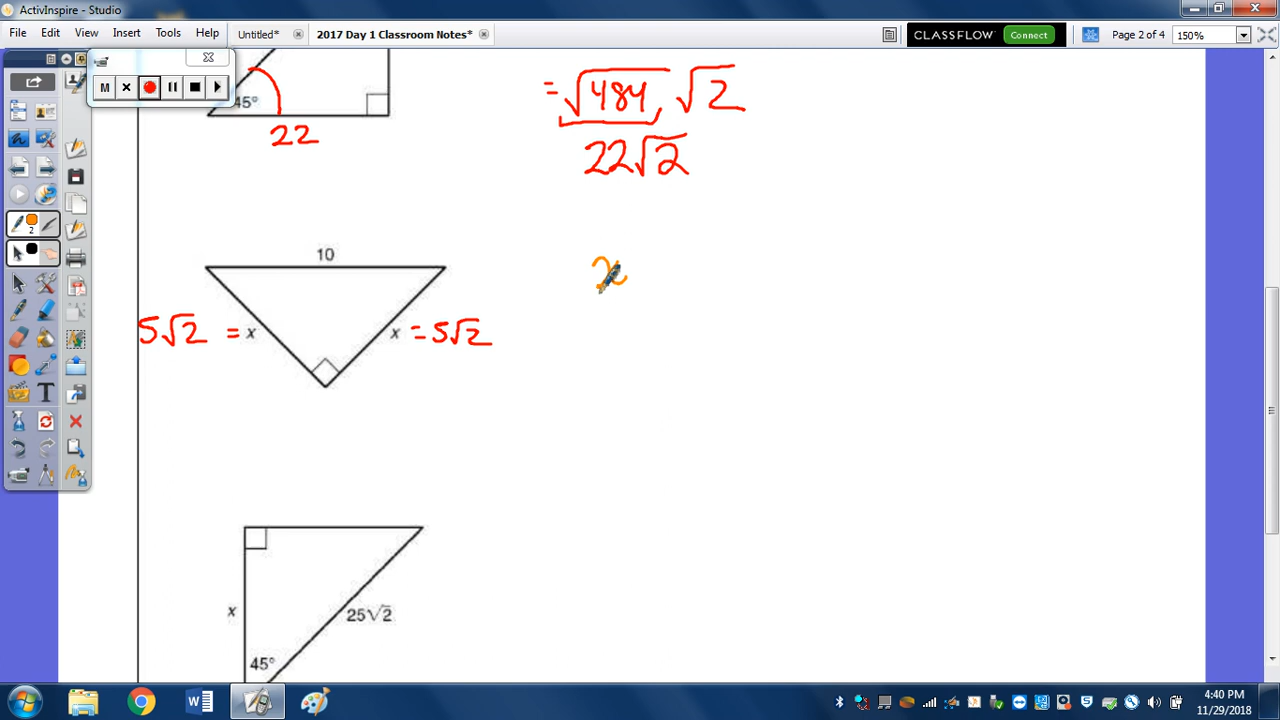 ActivInspire - Studio
File Edit View Insert Tools Help
Untitled*
2017 Day 1 Classroom Notes*
CLASSFLOW Connect
Page 2 of 4
150%
M
45°
22
= √484, √2
22√2
2
10
5√2 = x
x = 5√2
x
T
x
25√2
45°
W
4:40 PM
11/29/2018